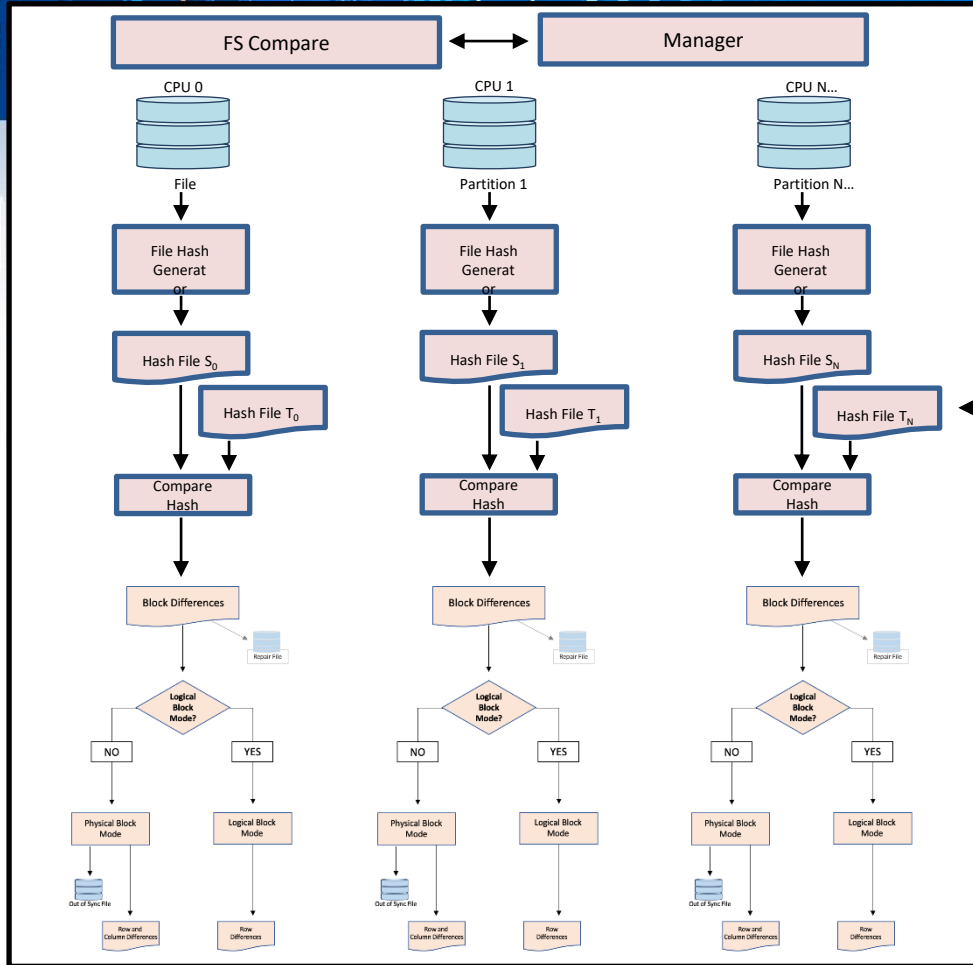 FS Compare
Manager
CPU 0
CPU 1
CPU N...
File
Partition 1
Partition N...
File Hash
Generat
or
File Hash
Generat
or
File Hash
Generat
or
Hash File S0
Hash File S1
Hash File SN
Hash File T0
Hash File T1
Hash File TN
Compare
Hash
Compare
Hash
Compare
Hash
Block Differences
Block Differences
Block Differences
Repair File
Repair File
Repair File
Logical
Block
Mode?
Logical
Block
Mode?
Logical
Block
Mode?
NO
YES
NO
YES
NO
YES
Physical Block
Mode
Logical Block
Mode
Physical Block
Mode
Logical Block
Mode
Physical Block
Mode
Logical Block
Mode
Out of Sync File
Out of Sync File
Out of Sync File
Row and
Column Differences
Row
Differences
Row and
Column Differences
Row
Differences
Row and
Column Differences
Row
Differences